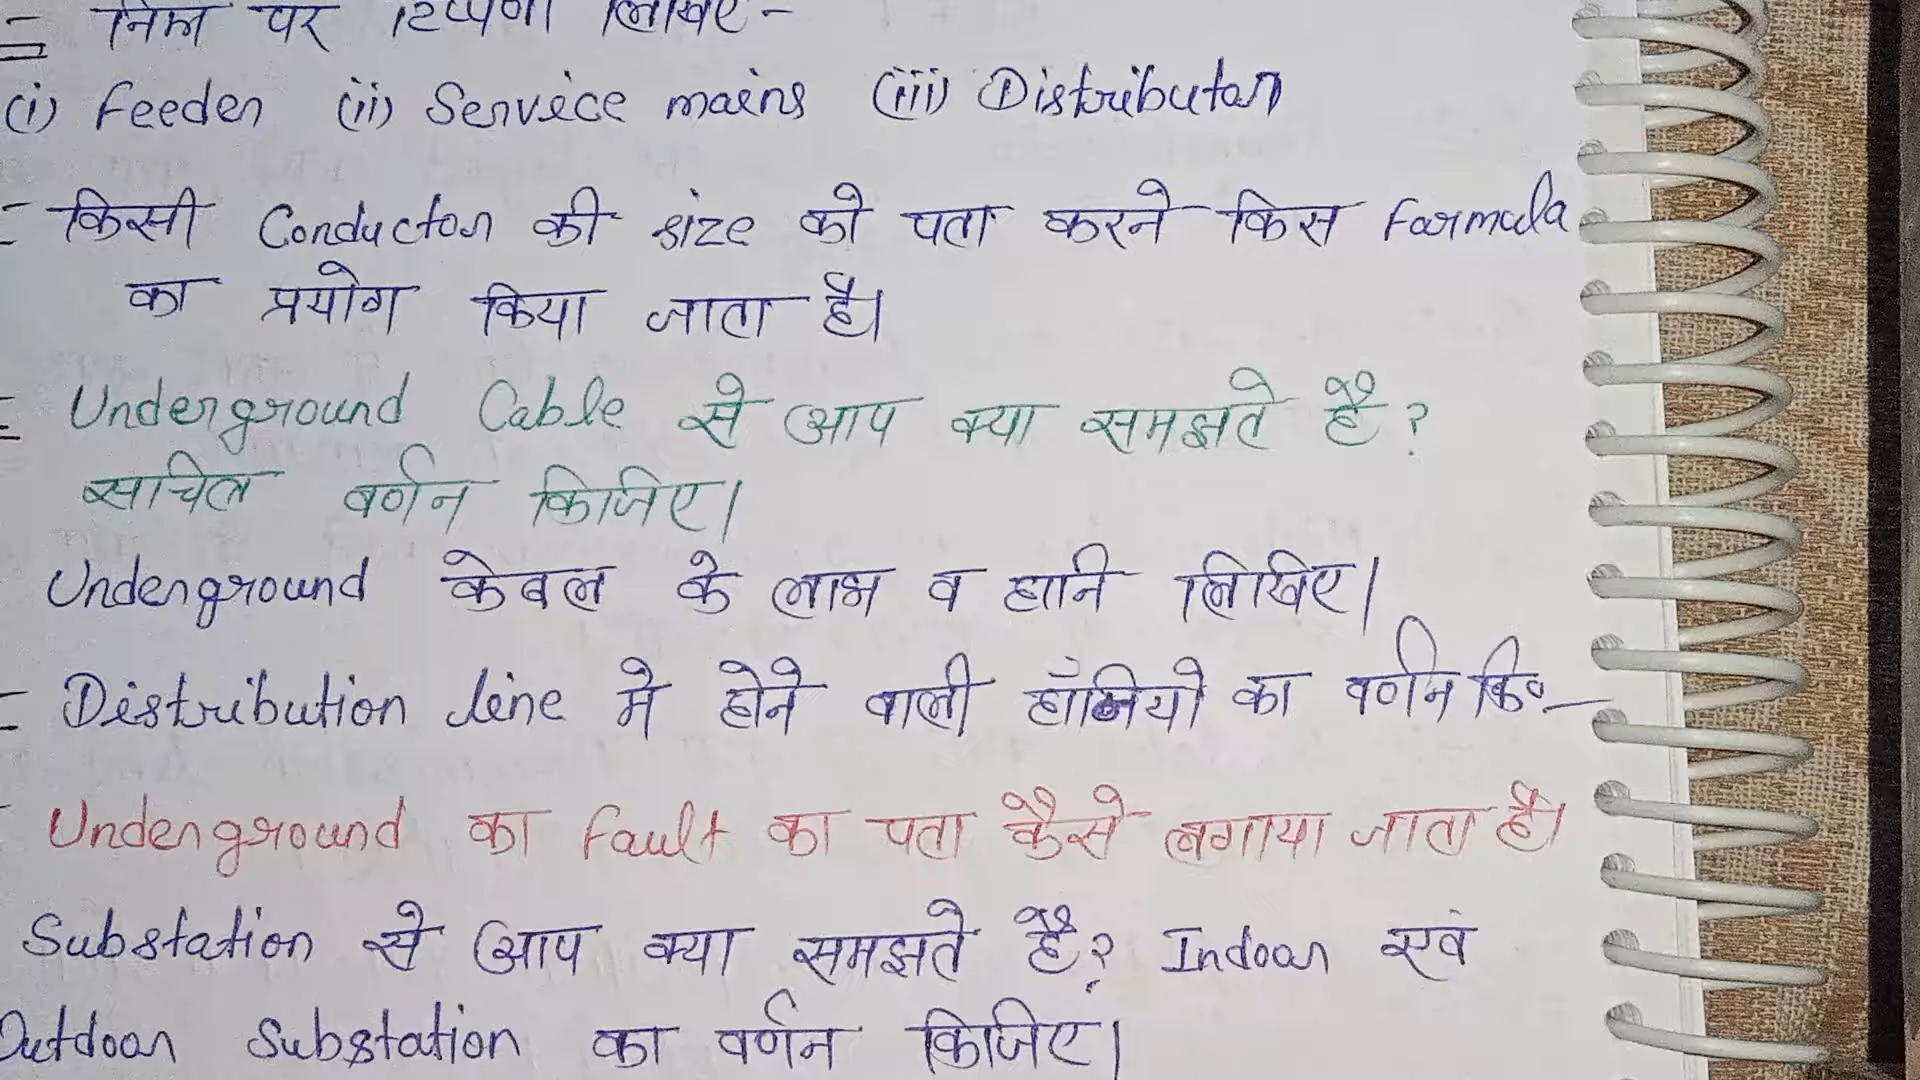 = निम्न पर टिप्पणी लिखिए -
(i) Feeder (ii) Service mains (iii) Distributor
= किसी Conductor की size को पता करने किस Formula
का प्रयोग किया जाता है।
= Underground Cable से आप क्या समझते है?
सचित्र वर्णन किजिए।
Underground केबल के लाभ व हानि लिखिए।
= Distribution line मे होने वाली हाँनियो का वर्णन कि०—
Underground का Fault का पता कैसे लगाया जाता है।
Substation से आप क्या समझते है? Indoor एवं
Outdoor Substation का वर्णन किजिए।